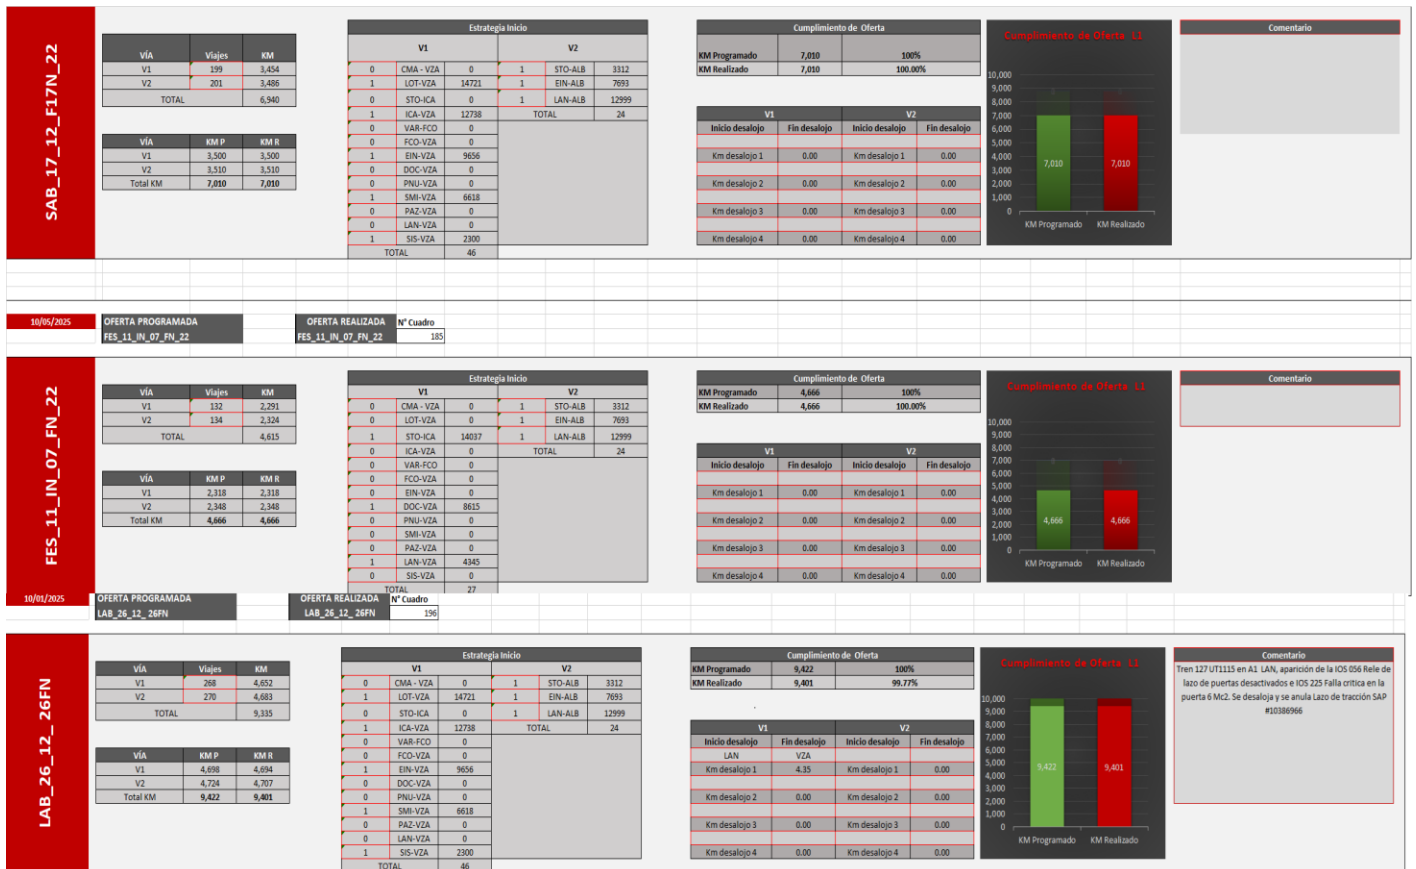 SAB_17_12_F17N_22
VÍA Viajes KM
V1 199 3,454
V2 201 3,486
TOTAL 6,940
VÍA KM P KM R
V1 3,500 3,500
V2 3,510 3,510
Total KM 7,010 7,010
Estrategia Inicio
V1 V2
0 CMA - VZA 0 1 STO-ALB 3312
1 LOT-VZA 14721 1 EIN-ALB 7693
0 STO-ICA 0 1 LAN-ALB 12999
1 ICA-VZA 12738 TOTAL 24
0 VAR-FCO 0
0 FCO-VZA 0
1 EIN-VZA 9656
0 DOC-VZA 0
0 PNU-VZA 0
1 SMI-VZA 6618
0 PAZ-VZA 0
0 LAN-VZA 0
1 SIS-VZA 2300
TOTAL 46
Cumplimiento de Oferta
KM Programado 7,010 100%
KM Realizado 7,010 100.00%
V1 V2
Inicio desalojo Fin desalojo Inicio desalojo Fin desalojo
Km desalojo 1 0.00 Km desalojo 1 0.00
Km desalojo 2 0.00 Km desalojo 2 0.00
Km desalojo 3 0.00 Km desalojo 3 0.00
Km desalojo 4 0.00 Km desalojo 4 0.00
Cumplimiento de Oferta L1
10,000
9,000
8,000
7,000
6,000
5,000
4,000
3,000
2,000
1,000
0
7,010 7,010
KM Programado KM Realizado
Comentario
10/05/2025 OFERTA PROGRAMADA OFERTA REALIZADA N° Cuadro
FES_11_IN_07_FN_22 FES_11_IN_07_FN_22 185
FES_11_IN_07_FN_22
VÍA Viajes KM
V1 132 2,291
V2 134 2,324
TOTAL 4,615
VÍA KM P KM R
V1 2,318 2,318
V2 2,348 2,348
Total KM 4,666 4,666
Estrategia Inicio
V1 V2
0 CMA - VZA 0 1 STO-ALB 3312
0 LOT-VZA 0 1 EIN-ALB 7693
1 STO-ICA 14037 1 LAN-ALB 12999
0 ICA-VZA 0 TOTAL 24
0 VAR-FCO 0
0 FCO-VZA 0
0 EIN-VZA 0
1 DOC-VZA 8615
0 PNU-VZA 0
0 SMI-VZA 0
0 PAZ-VZA 0
1 LAN-VZA 4345
0 SIS-VZA 0
TOTAL 27
Cumplimiento de Oferta
KM Programado 4,666 100%
KM Realizado 4,666 100.00%
V1 V2
Inicio desalojo Fin desalojo Inicio desalojo Fin desalojo
Km desalojo 1 0.00 Km desalojo 1 0.00
Km desalojo 2 0.00 Km desalojo 2 0.00
Km desalojo 3 0.00 Km desalojo 3 0.00
Km desalojo 4 0.00 Km desalojo 4 0.00
Cumplimiento de Oferta L1
10,000
9,000
8,000
7,000
6,000
5,000
4,000
3,000
2,000
1,000
0
4,666 4,666
KM Programado KM Realizado
Comentario
10/01/2025 OFERTA PROGRAMADA OFERTA REALIZADA N° Cuadro
LAB_26_12_ 26FN LAB_26_12_ 26FN 196
LAB_26_12_ 26FN
VÍA Viajes KM
V1 268 4,652
V2 270 4,683
TOTAL 9,335
VÍA KM P KM R
V1 4,698 4,694
V2 4,724 4,707
Total KM 9,422 9,401
Estrategia Inicio
V1 V2
0 CMA - VZA 0 1 STO-ALB 3312
1 LOT-VZA 14721 1 EIN-ALB 7693
0 STO-ICA 0 1 LAN-ALB 12999
1 ICA-VZA 12738 TOTAL 24
0 VAR-FCO 0
0 FCO-VZA 0
1 EIN-VZA 9656
0 DOC-VZA 0
0 PNU-VZA 0
1 SMI-VZA 6618
0 PAZ-VZA 0
0 LAN-VZA 0
1 SIS-VZA 2300
TOTAL 46
Cumplimiento de Oferta
KM Programado 9,422 100%
KM Realizado 9,401 99.77%
V1 V2
Inicio desalojo Fin desalojo Inicio desalojo Fin desalojo
LAN VZA
Km desalojo 1 4.35 Km desalojo 1 0.00
Km desalojo 2 0.00 Km desalojo 2 0.00
Km desalojo 3 0.00 Km desalojo 3 0.00
Km desalojo 4 0.00 Km desalojo 4 0.00
Cumplimiento de Oferta L1
10,000
9,000
8,000
7,000
6,000
5,000
4,000
3,000
2,000
1,000
0
9,422 9,401
KM Programado KM Realizado
Comentario
Tren 127 UT1115 en A1 LAN, aparición de la IOS 056 Rele de
lazo de puertas desactivados e IOS 225 Falla critica en la
puerta 6 Mc2. Se desaloja y se anula Lazo de tracción SAP
#10386966